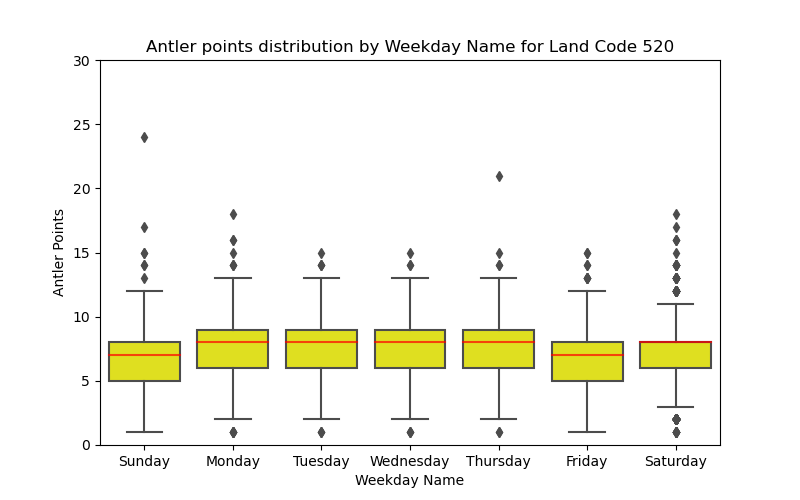 Antler points distribution by Weekday Name for Land Code 520
Antler Points
30
25
20
15
10
5
0
Sunday Monday Tuesday Wednesday Thursday Friday Saturday
Weekday Name